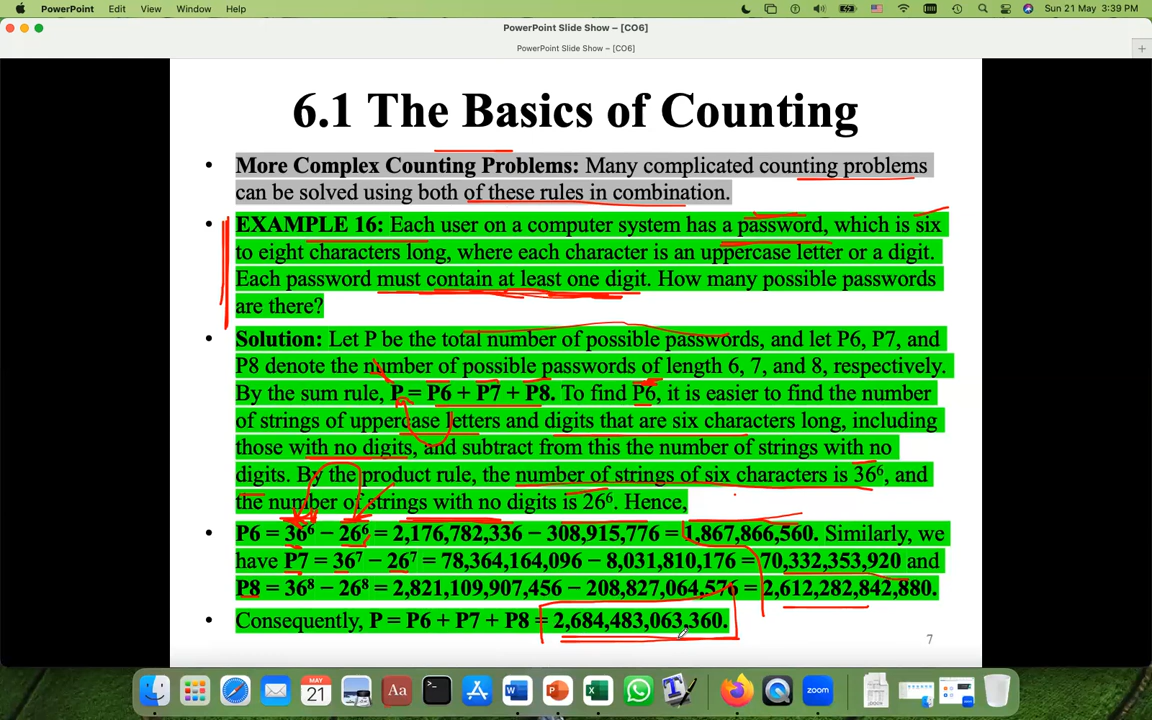 PowerPoint Edit View Window Help Sun 21 May 3:39 PM
PowerPoint Slide Show – [CO6]
PowerPoint Slide Show – [CO6]
6.1 The Basics of Counting
• More Complex Counting Problems: Many complicated counting problems
can be solved using both of these rules in combination.
• EXAMPLE 16: Each user on a computer system has a password, which is six
to eight characters long, where each character is an uppercase letter or a digit.
Each password must contain at least one digit. How many possible passwords
are there?
• Solution: Let P be the total number of possible passwords, and let P6, P7, and
P8 denote the number of possible passwords of length 6, 7, and 8, respectively.
By the sum rule, P = P6 + P7 + P8. To find P6, it is easier to find the number
of strings of uppercase letters and digits that are six characters long, including
those with no digits, and subtract from this the number of strings with no
digits. By the product rule, the number of strings of six characters is 36⁶, and
the number of strings with no digits is 26⁶. Hence,
• P6 = 36⁶ − 26⁶ = 2,176,782,336 − 308,915,776 = 1,867,866,560. Similarly, we
have P7 = 36⁷ − 26⁷ = 78,364,164,096 − 8,031,810,176 = 70,332,353,920 and
P8 = 36⁸ − 26⁸ = 2,821,109,907,456 − 208,827,064,576 = 2,612,282,842,880.
• Consequently, P = P6 + P7 + P8 = 2,684,483,063,360.
7
MAY
21
Aa
W
P
X
T
zoom